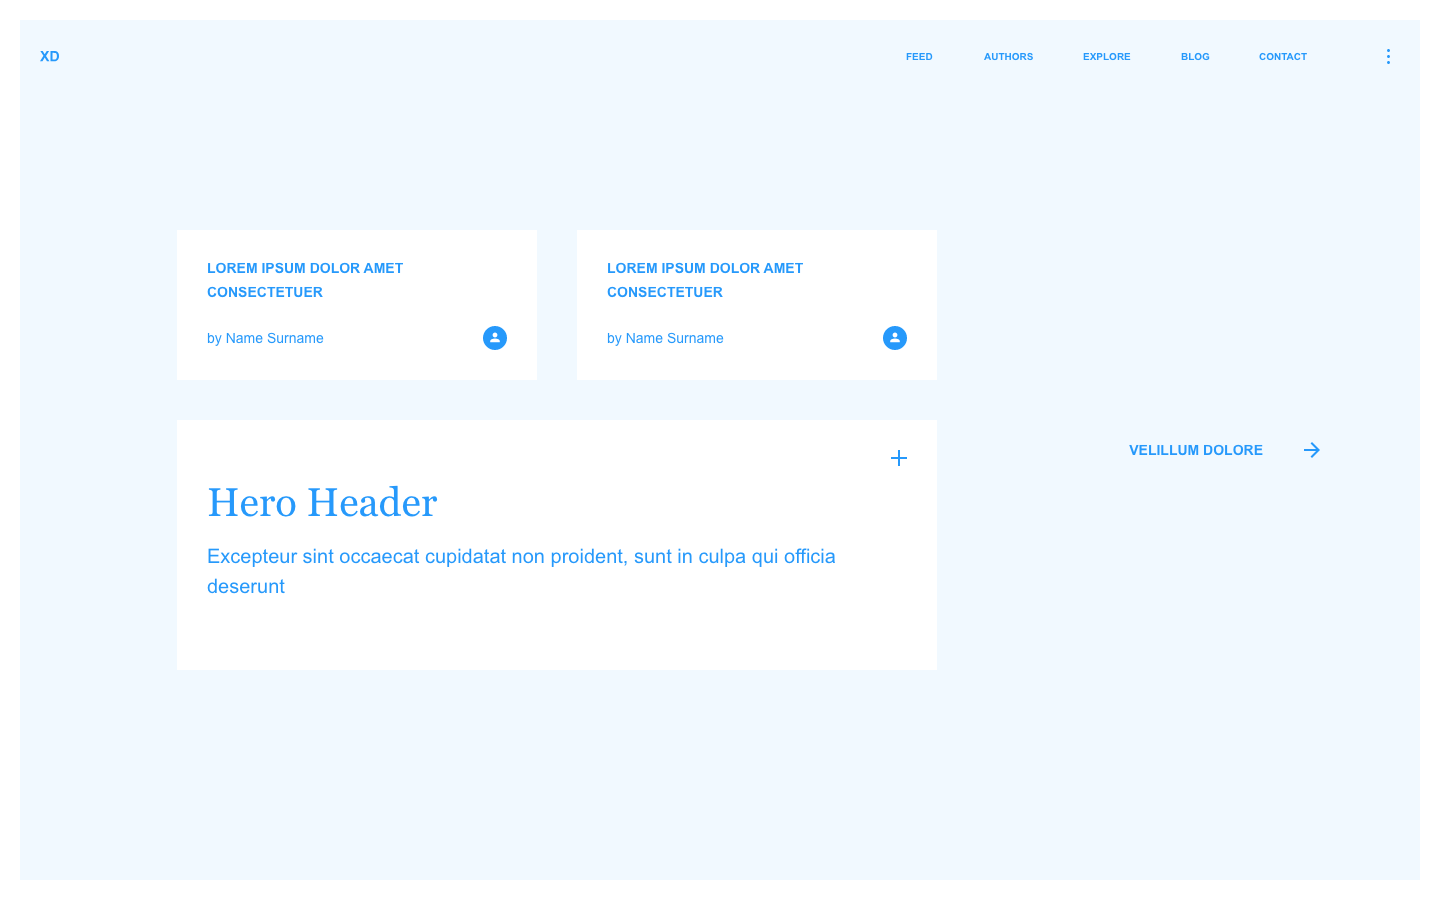 XD
FEED
AUTHORS
EXPLORE
BLOG
CONTACT
LOREM IPSUM DOLOR AMET
CONSECTETUER
by Name Surname
LOREM IPSUM DOLOR AMET
CONSECTETUER
by Name Surname
Hero Header
Excepteur sint occaecat cupidatat non proident, sunt in culpa qui officia
deserunt
VELILLUM DOLORE